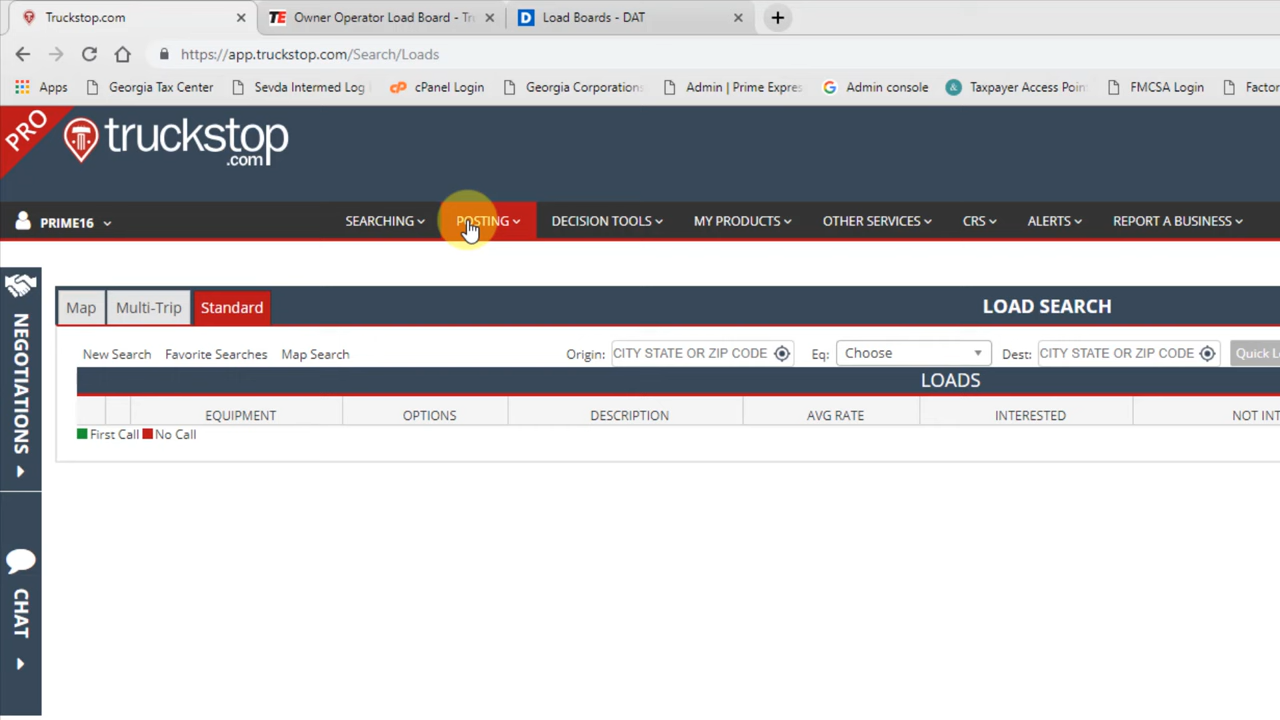 Truckstop.com
TE Owner Operator Load Board - Tr
D Load Boards - DAT
https://app.truckstop.com/Search/Loads
Apps Georgia Tax Center Sevda Intermed Log cPanel Login Georgia Corporations Admin | Prime Expres G Admin console Taxpayer Access Poin FMCSA Login Factor
PRO
truckstop
.com
PRIME16 SEARCHING POSTING DECISION TOOLS MY PRODUCTS OTHER SERVICES CRS ALERTS REPORT A BUSINESS
NEGOTIATIONS
CHAT
Map Multi-Trip Standard LOAD SEARCH
New Search Favorite Searches Map Search Origin: CITY STATE OR ZIP CODE Eq: Choose Dest: CITY STATE OR ZIP CODE Quick L
LOADS
EQUIPMENT OPTIONS DESCRIPTION AVG RATE INTERESTED NOT INT
First Call No Call